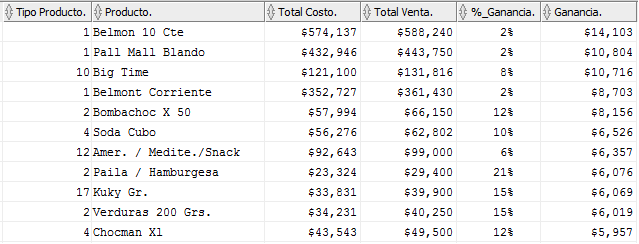 Tipo Producto. Producto. Total Costo. Total Venta. %_Ganancia. Ganancia.
1 Belmon 10 Cte $574,137 $588,240 2% $14,103
1 Pall Mall Blando $432,946 $443,750 2% $10,804
10 Big Time $121,100 $131,816 8% $10,716
1 Belmont Corriente $352,727 $361,430 2% $8,703
2 Bombachoc X 50 $57,994 $66,150 12% $8,156
4 Soda Cubo $56,276 $62,802 10% $6,526
12 Amer. / Medite./Snack $92,643 $99,000 6% $6,357
2 Paila / Hamburgesa $23,324 $29,400 21% $6,076
17 Kuky Gr. $33,831 $39,900 15% $6,069
2 Verduras 200 Grs. $34,231 $40,250 15% $6,019
4 Chocman Xl $43,543 $49,500 12% $5,957